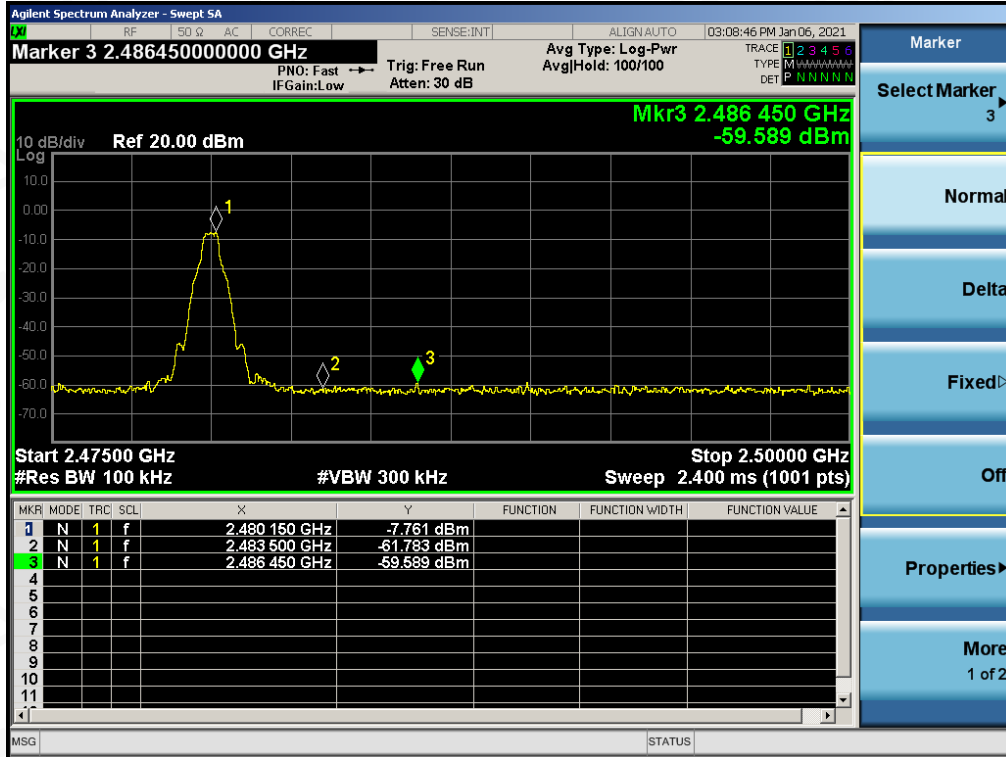 Agilent Spectrum Analyzer - Swept SA
LXI RF 50 Ω AC CORREC SENSE:INT ALIGN AUTO 03:08:46 PM Jan 06, 2021
Marker 3 2.486450000000 GHz
PNO: Fast
IFGain:Low
Trig: Free Run
Atten: 30 dB
Avg Type: Log-Pwr
Avg|Hold: 100/100
TRACE 1 2 3 4 5 6
TYPE M WWWWW
DET P N N N N N
Mkr3 2.486 450 GHz
-59.589 dBm
10 dB/div Ref 20.00 dBm
Log
10.0
0.00
-10.0
-20.0
-30.0
-40.0
-50.0
-60.0
-70.0
1
2
3
Start 2.47500 GHz Stop 2.50000 GHz
#Res BW 100 kHz #VBW 300 kHz Sweep 2.400 ms (1001 pts)
MKR MODE TRC SCL X Y FUNCTION FUNCTION WIDTH FUNCTION VALUE
1 N 1 f 2.480 150 GHz -7.761 dBm
2 N 1 f 2.483 500 GHz -61.783 dBm
3 N 1 f 2.486 450 GHz -59.589 dBm
4
5
6
7
8
9
10
11
MSG STATUS
Marker
Select Marker
3
Normal
Delta
Fixed
Off
Properties
More
1 of 2